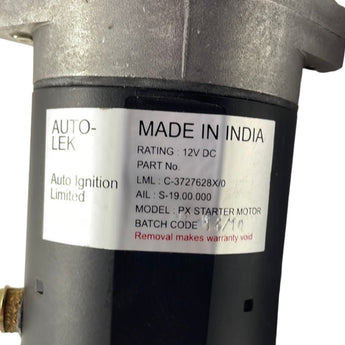 AUTO-
LEK
Auto Ignition
Limited
MADE IN INDIA
RATING : 12V DC
PART No.
LML : C-3727628X/0
AIL : S-19.00.000
MODEL : PX STARTER MOTOR
BATCH CODE
Removal makes warranty void